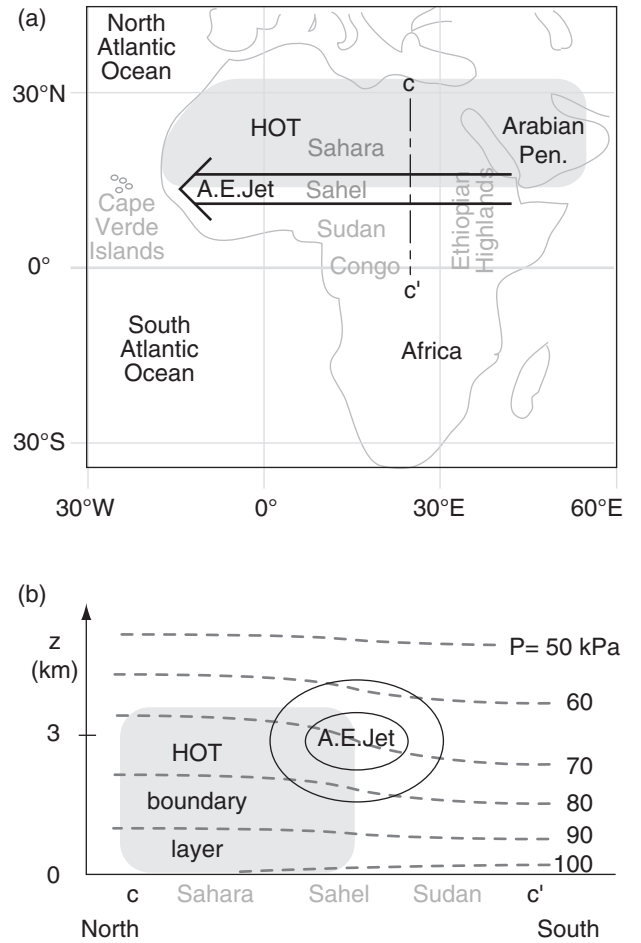 (a)
North
Atlantic
Ocean
30°N
c
HOT
Sahara
Arabian
Pen.
A.E.Jet
Sahel
Cape
Verde
Islands
Sudan
Ethiopian
Highlands
0°
Congo
c'
South
Atlantic
Ocean
Africa
30°S
30°W 0° 30°E 60°E
(b)
z
(km)
P= 50 kPa
60
3
A.E.Jet
HOT
70
boundary
80
90
layer
100
0
c Sahara Sahel Sudan c'
North South